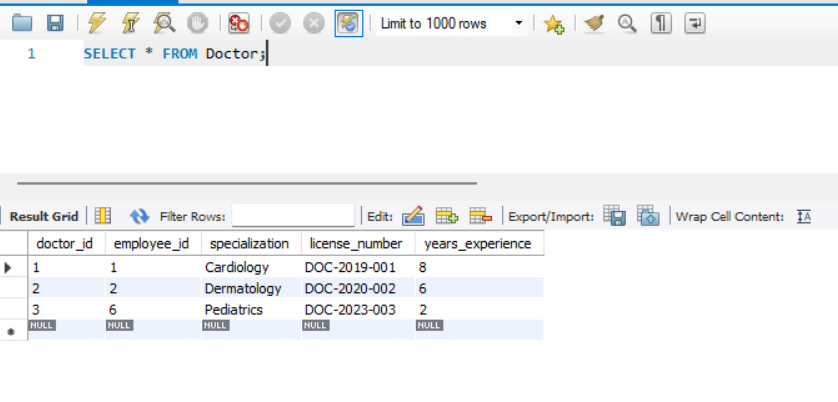 Limit to 1000 rows
1 SELECT * FROM Doctor;
Result Grid Filter Rows: Edit: Export/Import: Wrap Cell Content: IA
doctor_id employee_id specialization license_number years_experience
1 1 Cardiology DOC-2019-001 8
2 2 Dermatology DOC-2020-002 6
3 6 Pediatrics DOC-2023-003 2
NULL NULL NULL NULL NULL